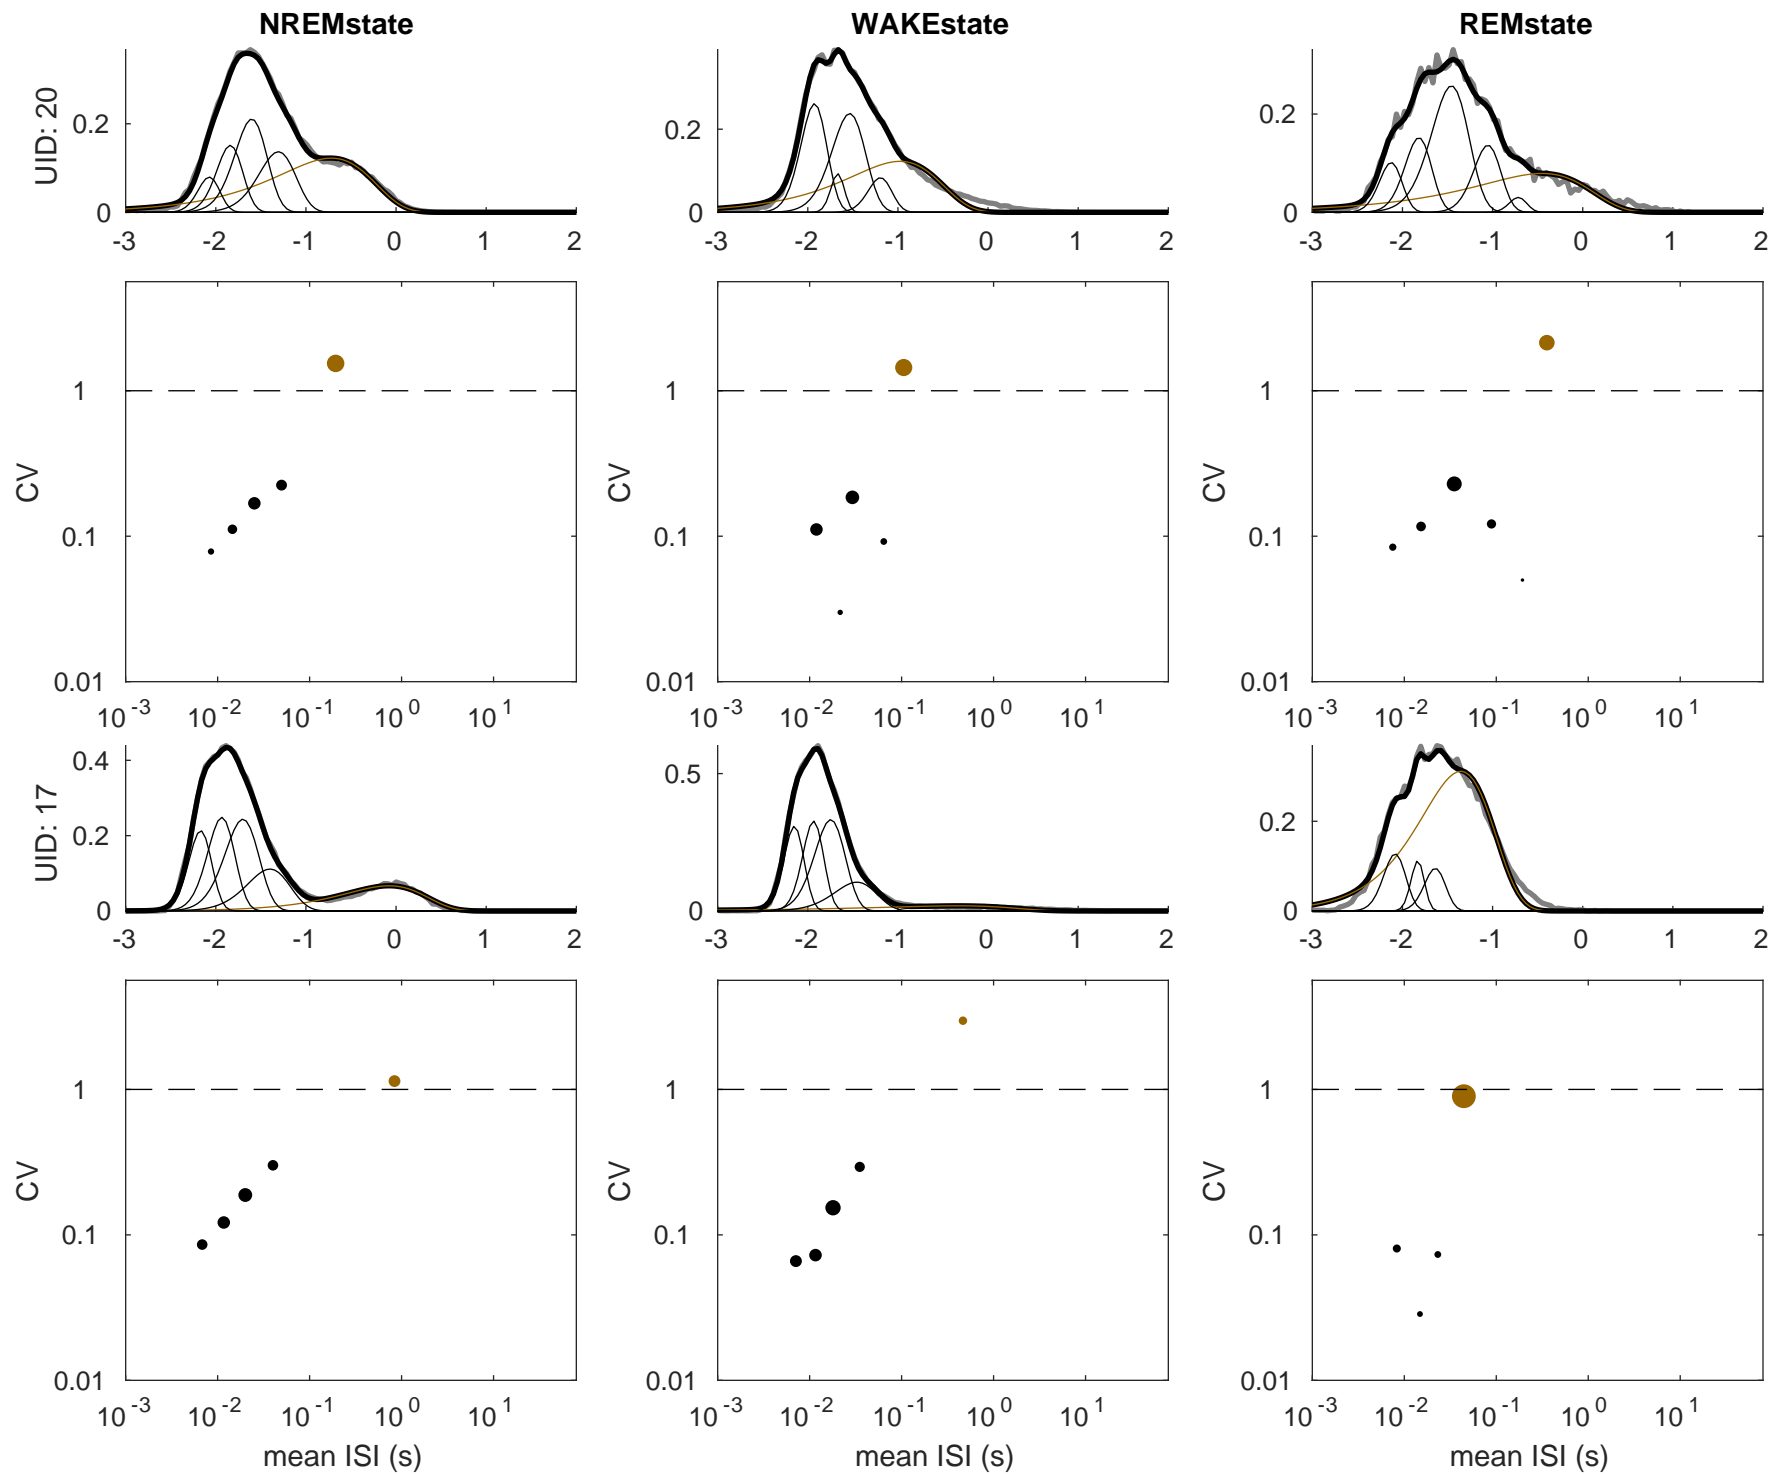 NREMstate WAKEstate REMstate
UID: 20
0.2 0.2 0.2
0 0 0
-3 -2 -1 0 1 2 -3 -2 -1 0 1 2 -3 -2 -1 0 1 2
1 1 1
CV CV CV
0.1 0.1 0.1
0.01 0.01 0.01
10^-3 10^-2 10^-1 10^0 10^1 10^-3 10^-2 10^-1 10^0 10^1 10^-3 10^-2 10^-1 10^0 10^1
UID: 17
0.4 0.5
0.2 0.2
0 0 0
-3 -2 -1 0 1 2 -3 -2 -1 0 1 2 -3 -2 -1 0 1 2
1 1 1
CV CV CV
0.1 0.1 0.1
0.01 0.01 0.01
10^-3 10^-2 10^-1 10^0 10^1 10^-3 10^-2 10^-1 10^0 10^1 10^-3 10^-2 10^-1 10^0 10^1
mean ISI (s) mean ISI (s) mean ISI (s)